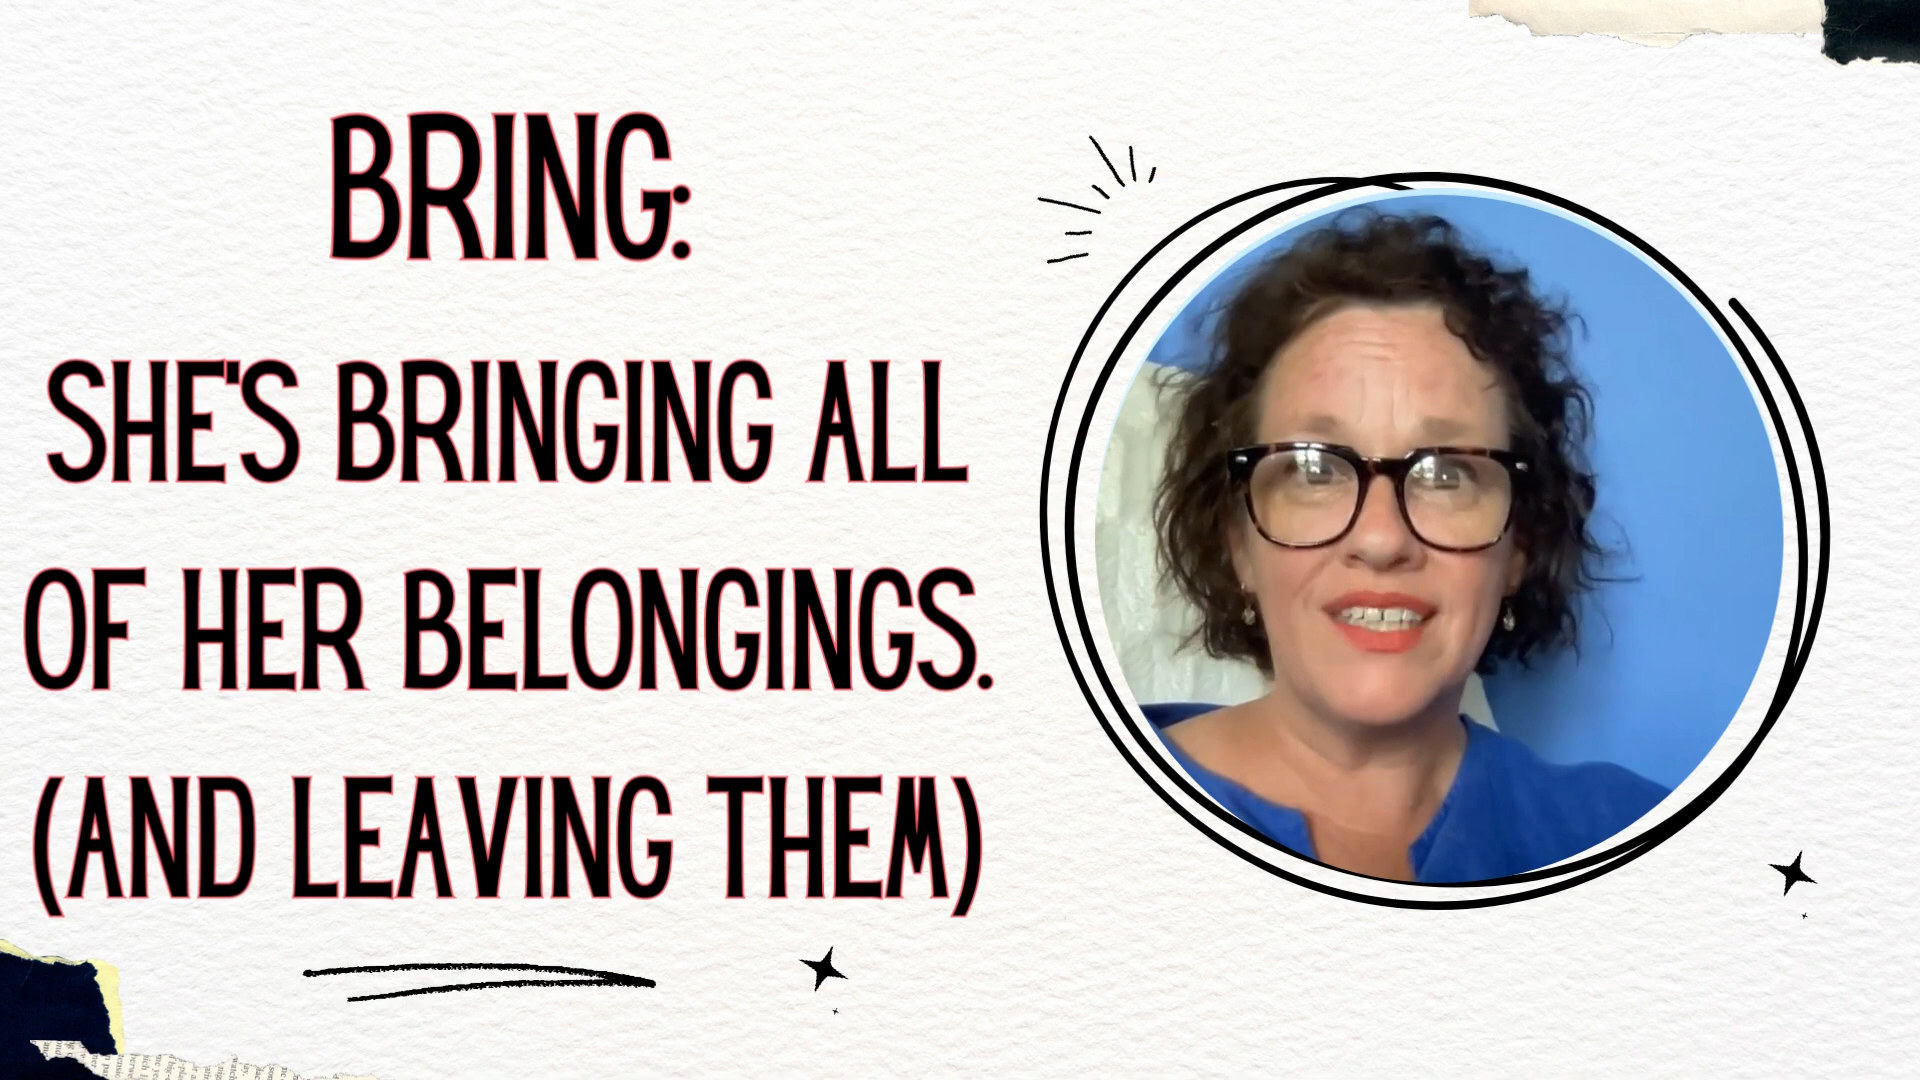 BRING:
SHE'S BRINGING ALL
OF HER BELONGINGS.
(AND LEAVING THEM)